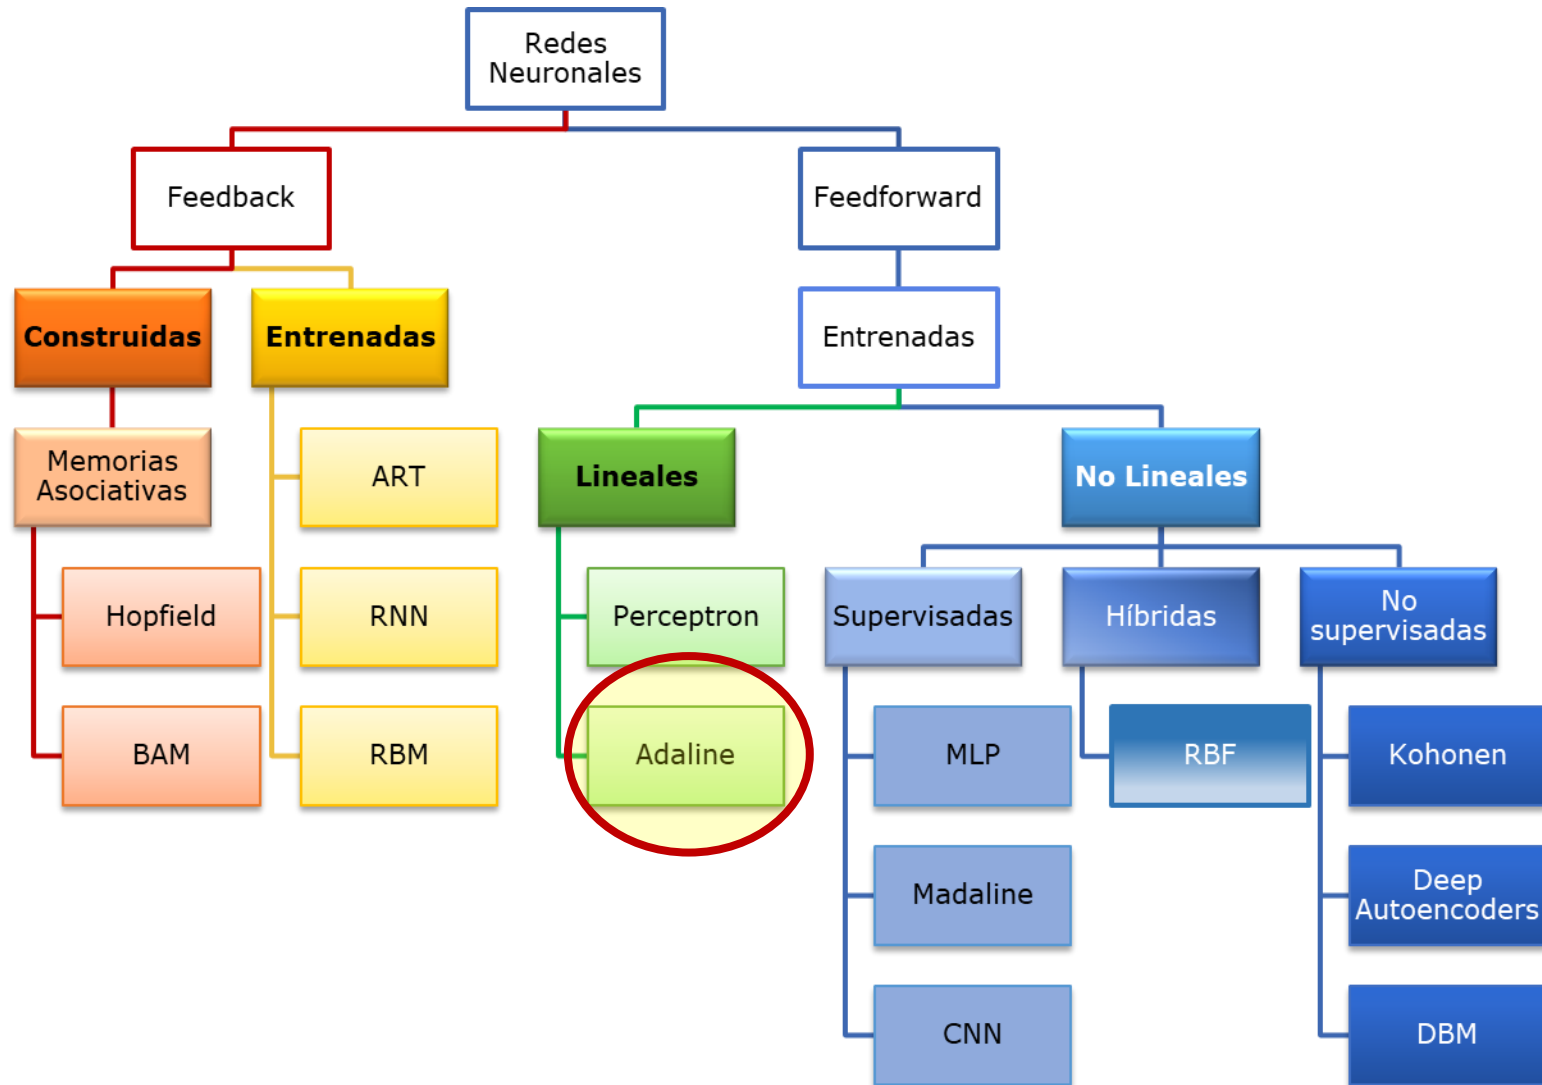 Redes
Neuronales
Feedback
Feedforward
Construidas
Entrenadas
Entrenadas
Memorias
Asociativas
ART
Lineales
No Lineales
Hopfield
RNN
Perceptron
Supervisadas
Híbridas
No
supervisadas
BAM
RBM
Adaline
MLP
RBF
Kohonen
Madaline
Deep
Autoencoders
CNN
DBM